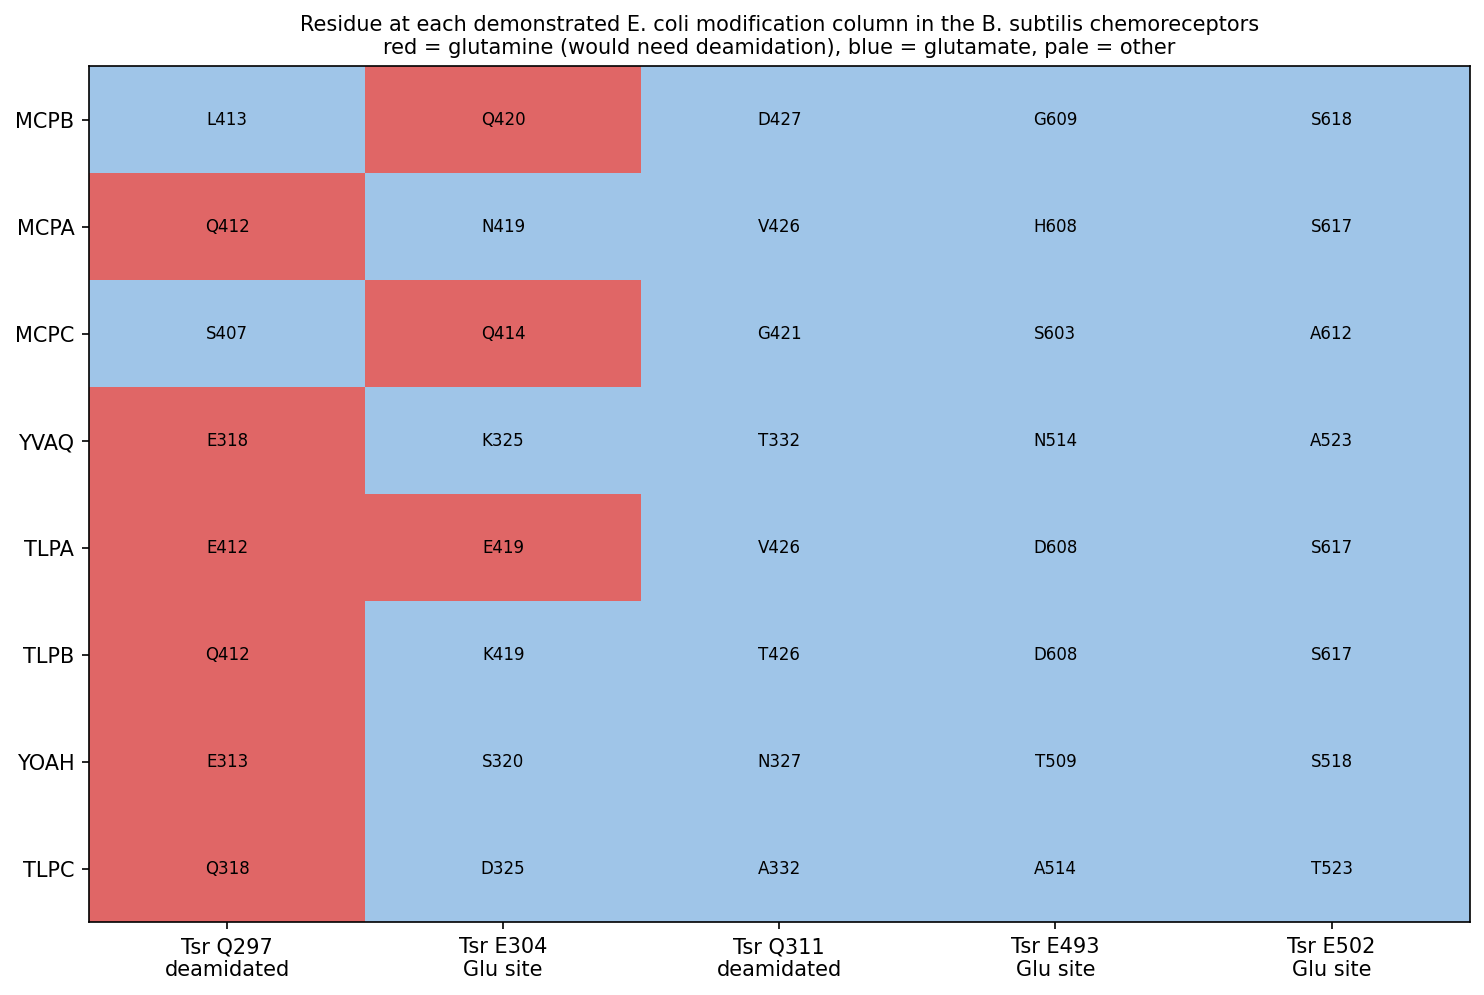 Residue at each demonstrated E. coli modification column in the B. subtilis chemoreceptors
red = glutamine (would need deamidation), blue = glutamate, pale = other
MCPB L413 Q420 D427 G609 S618
MCPA Q412 N419 V426 H608 S617
MCPC S407 Q414 G421 S603 A612
YVAQ E318 K325 T332 N514 A523
TLPA E412 E419 V426 D608 S617
TLPB Q412 K419 T426 D608 S617
YOAH E313 S320 N327 T509 S518
TLPC Q318 D325 A332 A514 T523
Tsr Q297 Tsr E304 Tsr Q311 Tsr E493 Tsr E502
deamidated Glu site deamidated Glu site Glu site